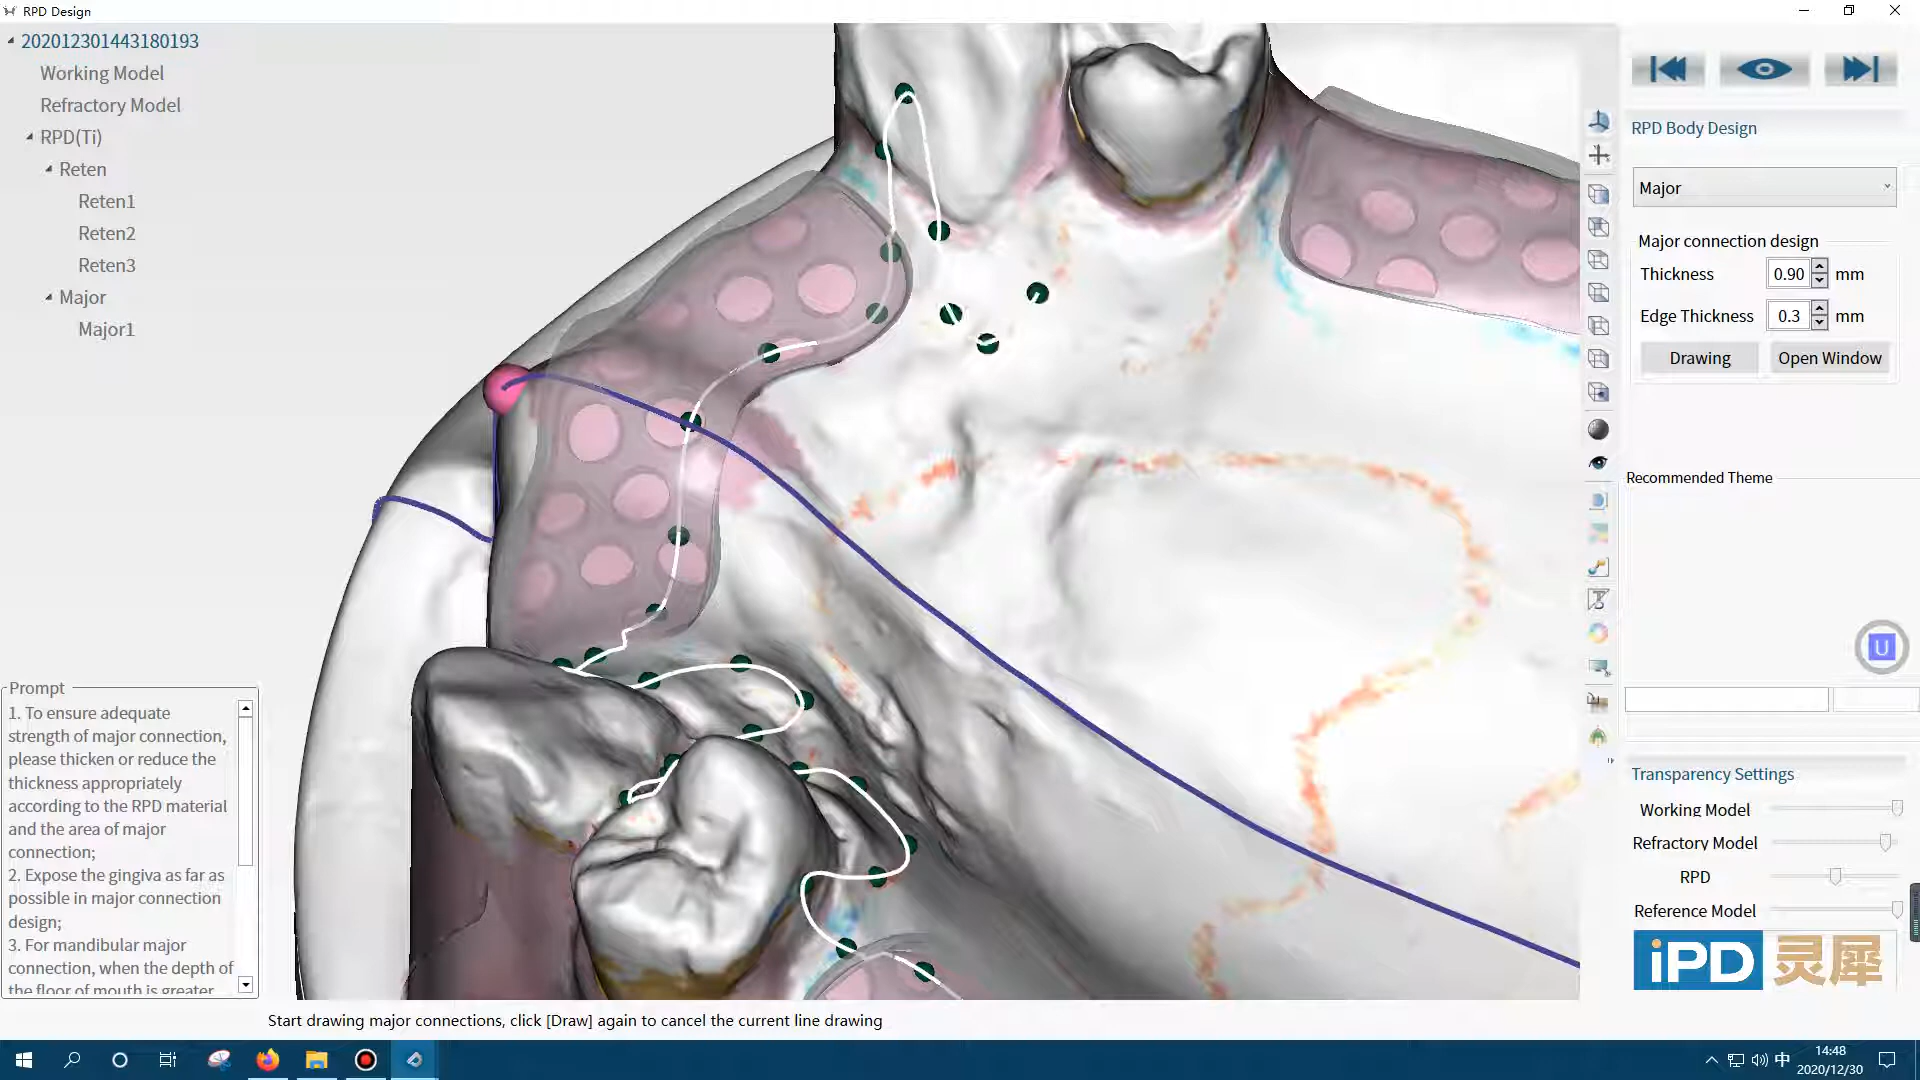 RPD Design
202012301443180193
Working Model
Refractory Model
RPD(Ti)
Reten
Reten1
Reten2
Reten3
Major
Major1
Prompt
1. To ensure adequate
strength of major connection,
please thicken or reduce the
thickness appropriately
according to the RPD material
and the area of major
connection;
2. Expose the gingiva as far as
possible in major connection
design;
3. For mandibular major
connection, when the depth of
the floor of mouth is greater
RPD Body Design
Major
Major connection design
Thickness 0.90 mm
Edge Thickness 0.3 mm
Drawing Open Window
Recommended Theme
U
Transparency Settings
Working Model
Refractory Model
RPD
Reference Model
iPD 灵犀
Start drawing major connections, click [Draw] again to cancel the current line drawing
中
14:48
2020/12/30